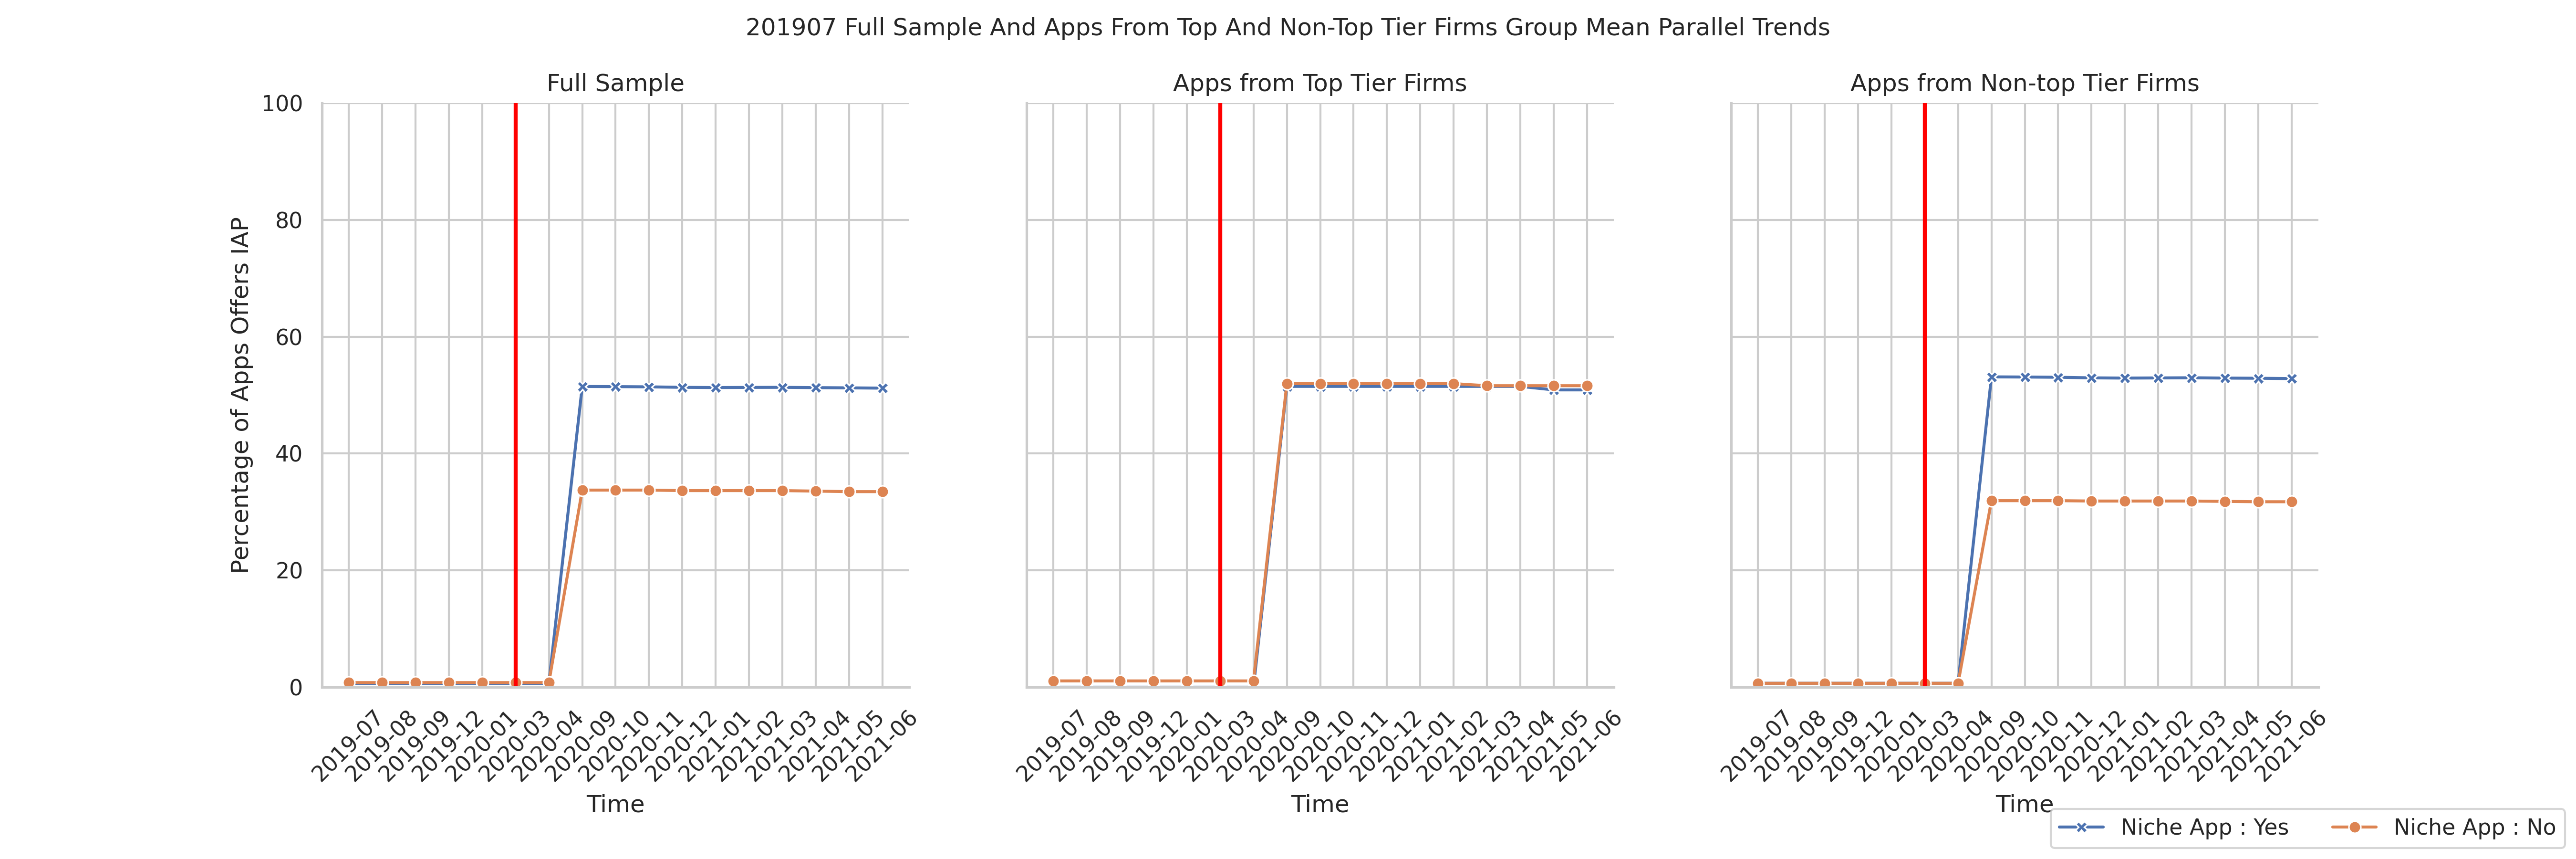 201907 Full Sample And Apps From Top And Non-Top Tier Firms Group Mean Parallel Trends
Full Sample
Apps from Top Tier Firms
Apps from Non-top Tier Firms
Percentage of Apps Offers IAP
100
80
60
40
20
0
2019-07 2019-08 2019-09 2019-12 2020-01 2020-03 2020-04 2020-09 2020-10 2020-11 2020-12 2021-01 2021-02 2021-03 2021-04 2021-05 2021-06
2019-07 2019-08 2019-09 2019-12 2020-01 2020-03 2020-04 2020-09 2020-10 2020-11 2020-12 2021-01 2021-02 2021-03 2021-04 2021-05 2021-06
2019-07 2019-08 2019-09 2019-12 2020-01 2020-03 2020-04 2020-09 2020-10 2020-11 2020-12 2021-01 2021-02 2021-03 2021-04 2021-05 2021-06
Time
Time
Time
Niche App : Yes
Niche App : No